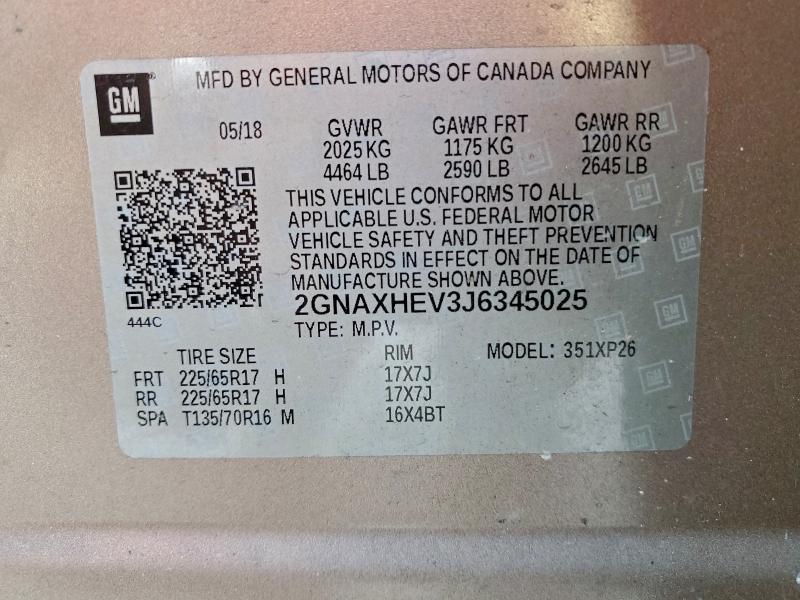 GM
MFD BY GENERAL MOTORS OF CANADA COMPANY
05/18 GVWR GAWR FRT GAWR RR
2025 KG 1175 KG 1200 KG
4464 LB 2590 LB 2645 LB
THIS VEHICLE CONFORMS TO ALL
APPLICABLE U.S. FEDERAL MOTOR
VEHICLE SAFETY AND THEFT PREVENTION
STANDARDS IN EFFECT ON THE DATE OF
MANUFACTURE SHOWN ABOVE.
2GNAXHEV3J6345025
444C
TYPE: M.P.V.
TIRE SIZE RIM MODEL: 351XP26
FRT 225/65R17 H 17X7J
RR 225/65R17 H 17X7J
SPA T135/70R16 M 16X4BT